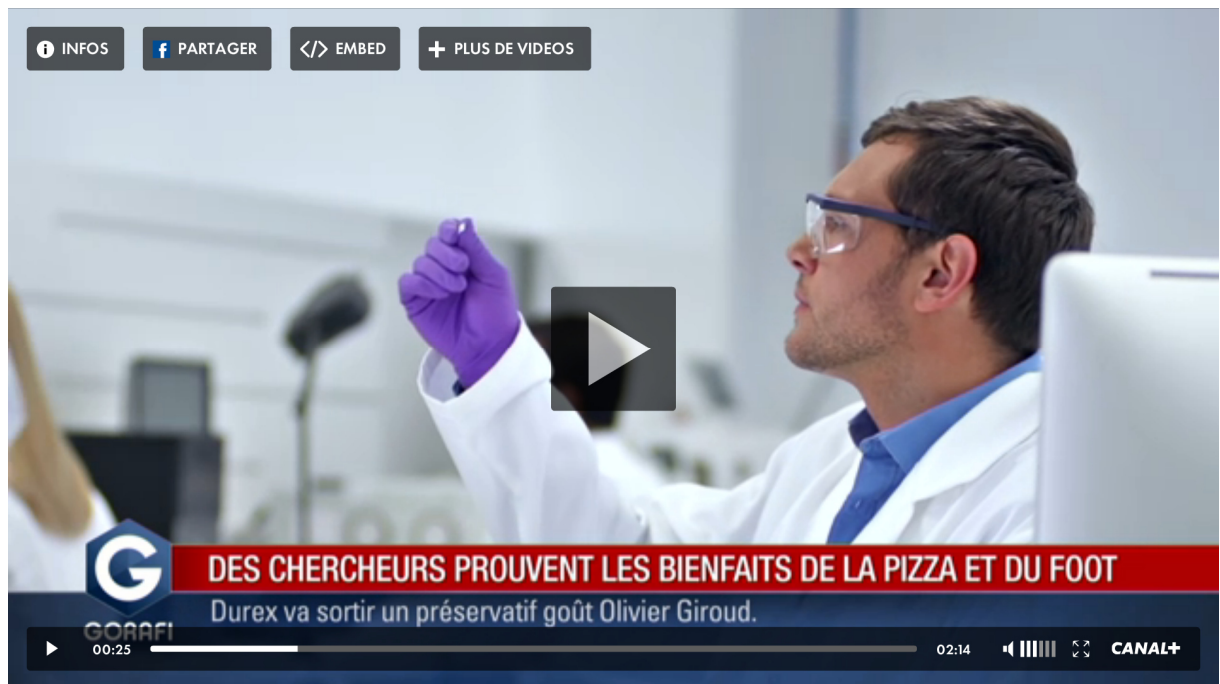 INFOS
PARTAGER
EMBED
PLUS DE VIDEOS
G
DES CHERCHEURS PROUVENT LES BIENFAITS DE LA PIZZA ET DU FOOT
Durex va sortir un préservatif goût Olivier Giroud.
GORAFI
00:25
02:14
CANAL+